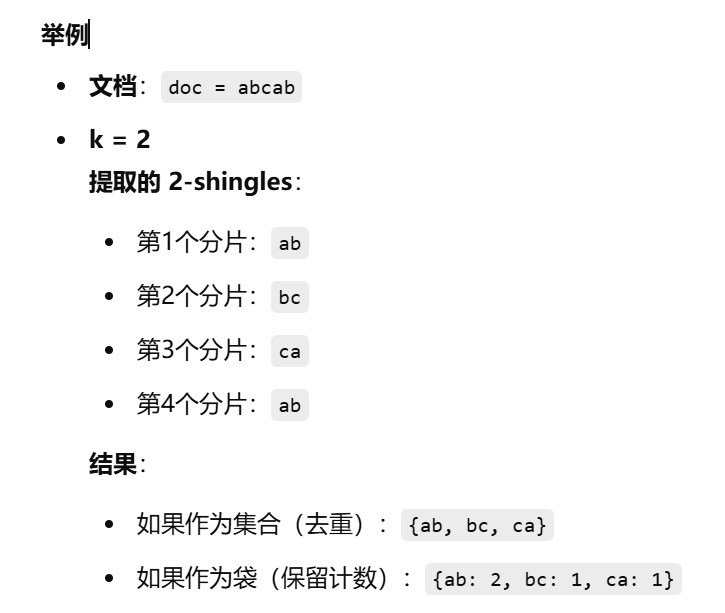 举例
文档：doc = abcab
k = 2
提取的 2-shingles：
第1个分片：ab
第2个分片：bc
第3个分片：ca
第4个分片：ab
结果：
如果作为集合（去重）：{ab, bc, ca}
如果作为袋（保留计数）：{ab: 2, bc: 1, ca: 1}